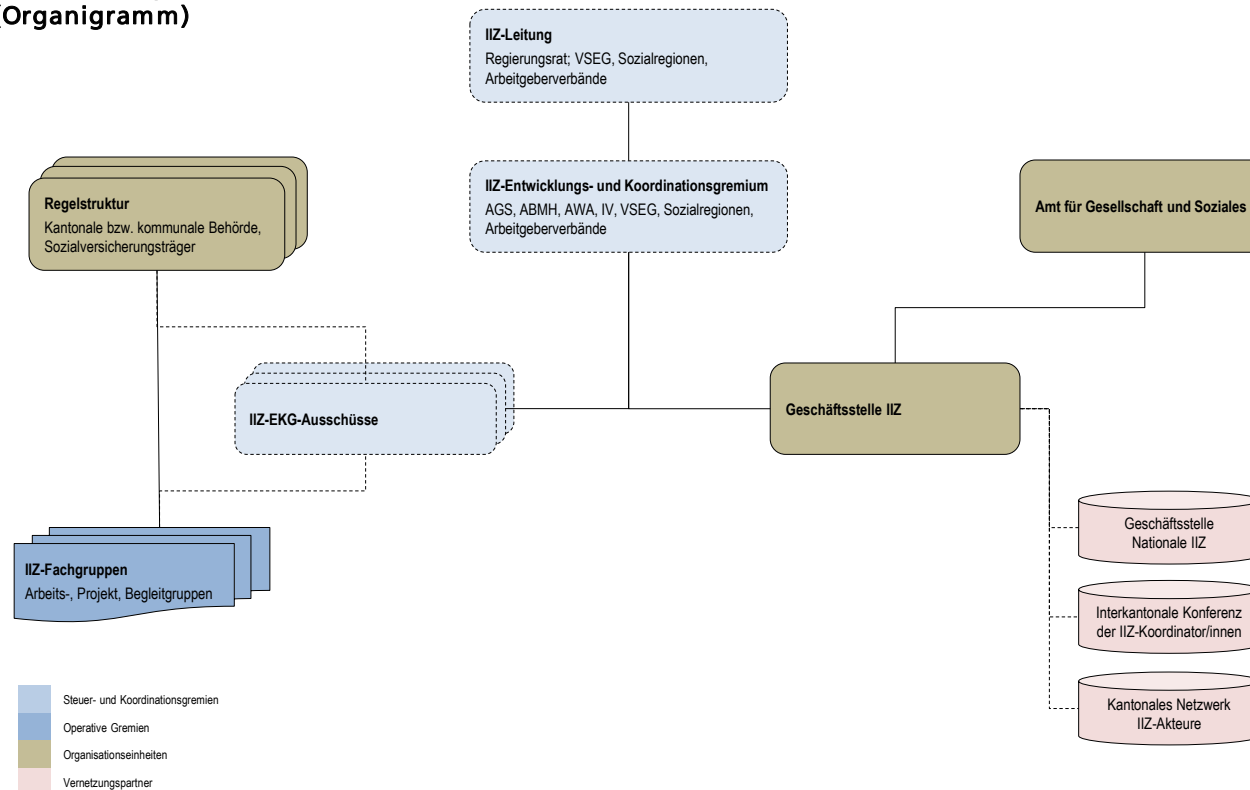 (Organigramm)
IIZ-Leitung
Regierungsrat; VSEG, Sozialregionen,
Arbeitgeberverbände
Regelstruktur
Kantonale bzw. kommunale Behörde,
Sozialversicherungsträger
IIZ-Entwicklungs- und Koordinationsgremium
AGS, ABMH, AWA, IV, VSEG, Sozialregionen,
Arbeitgeberverbände
Amt für Gesellschaft und Soziales
IIZ-EKG-Ausschüsse
Geschäftsstelle IIZ
IIZ-Fachgruppen
Arbeits-, Projekt, Begleitgruppen
Geschäftsstelle
Nationale IIZ
Interkantonale Konferenz
der IIZ-Koordinator/innen
Kantonales Netzwerk
IIZ-Akteure
Steuer- und Koordinationsgremien
Operative Gremien
Organisationseinheiten
Vernetzungspartner